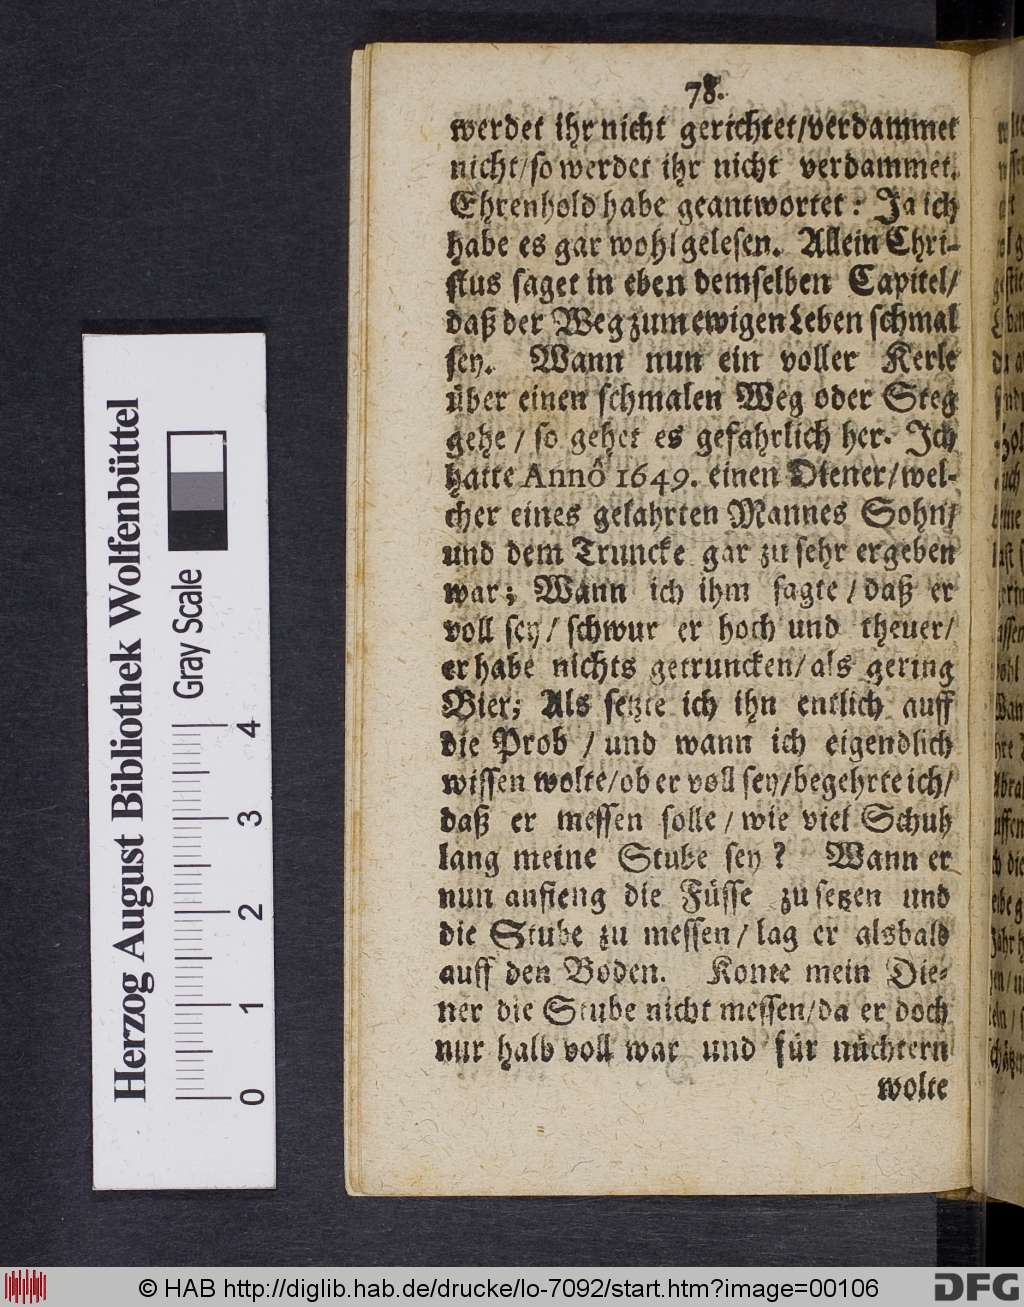 78.
werdet ihr nicht gerichtet/verdammet
nicht/so werdet ihr nicht verdammet.
Ehrenhold habe geantwortet: Ja ich
habe es gar wohl gelesen. Allein Chri-
stus saget in eben demselben Capitel/
daß der Weg zum ewigen Leben schmal
sey. Wann nun ein voller Kerle
über einen schmalen Weg oder Steg
gehe / so gehet es gefahrlich her. Ich
hatte Annô 1649. einen Diener/wel-
cher eines gelahrten Mannes Sohn/
und dem Truncke gar zu sehr ergeben
war; Wann ich ihm sagte / daß er
voll sey / schwur er hoch und theuer/
er habe nichts getruncken/als gering
Bier; Als setzte ich ihn entlich auff
die Prob / und wann ich eigendlich
wissen wolte/ob er voll sey/begehrte ich/
daß er messen solle / wie viel Schuh
lang meine Stube sey? Wann er
nun anfieng die Füsse zu setzen und
die Stube zu messen / lag er alsbald
auff den Boden. Konte mein Die-
ner die Stube nicht messen/da er doch
nur halb voll war und für nüchtern
wolte
Herzog August Bibliothek Wolfenbüttel
Gray Scale
0 1 2 3 4
© HAB http://diglib.hab.de/drucke/lo-7092/start.htm?image=00106
DFG